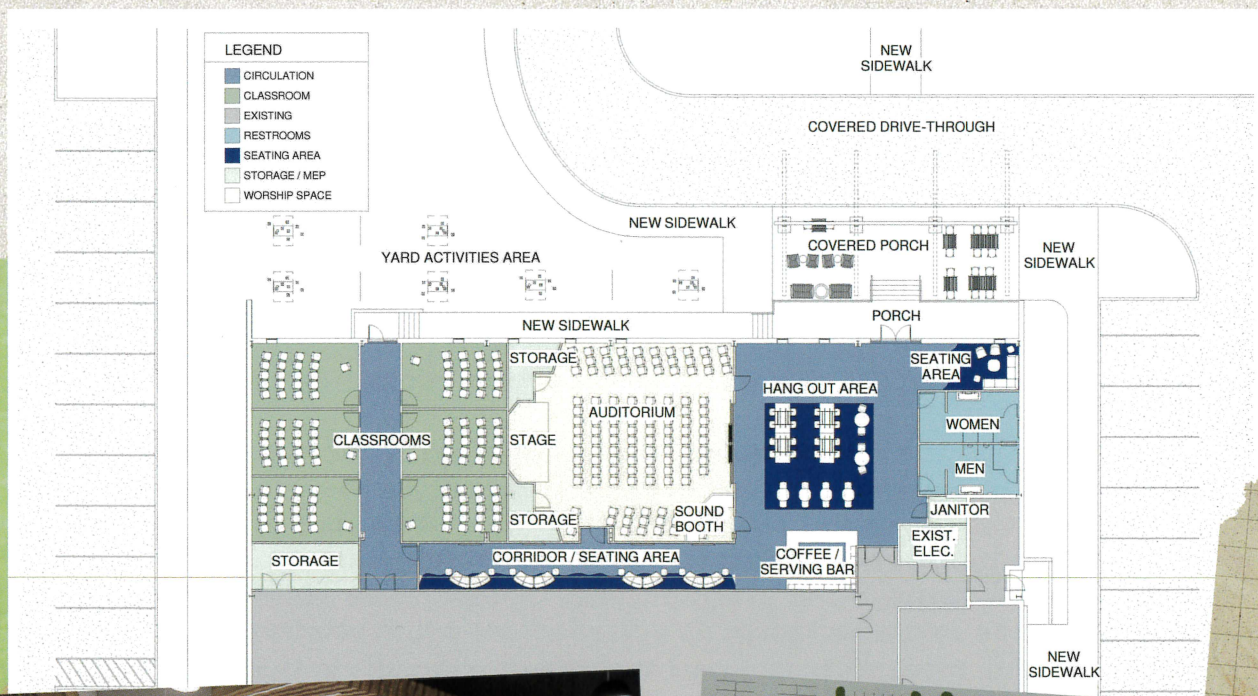 LEGEND
CIRCULATION
CLASSROOM
EXISTING
RESTROOMS
SEATING AREA
STORAGE / MEP
WORSHIP SPACE
NEW
SIDEWALK
COVERED DRIVE-THROUGH
NEW SIDEWALK
COVERED PORCH
NEW
SIDEWALK
YARD ACTIVITIES AREA
NEW SIDEWALK
PORCH
STORAGE
SEATING
AREA
HANG OUT AREA
AUDITORIUM
WOMEN
CLASSROOMS
STAGE
MEN
STORAGE
SOUND
BOOTH
JANITOR
EXIST.
ELEC.
STORAGE
CORRIDOR / SEATING AREA
COFFEE /
SERVING BAR
NEW
SIDEWALK